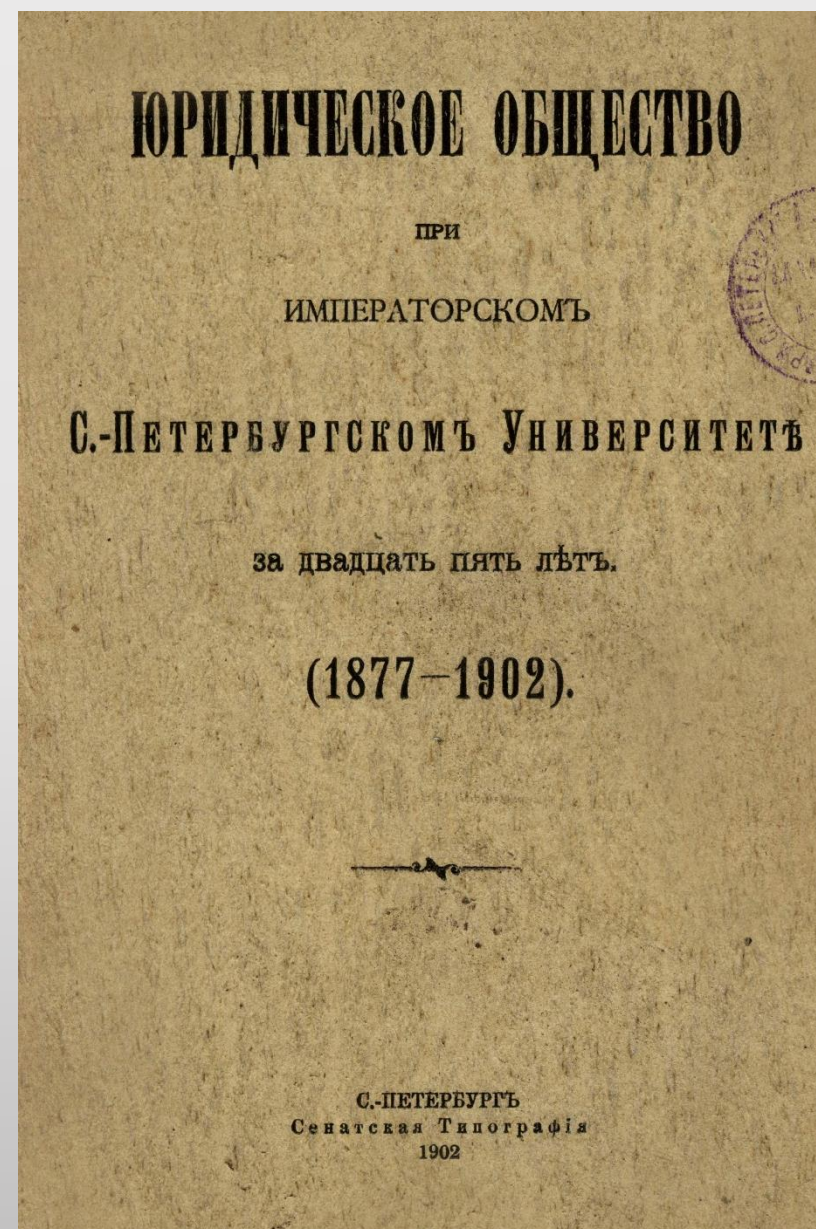 ЮРИДИЧЕСКОЕ ОБЩЕСТВО
ПРИ
ИМПЕРАТОРСКОМЪ
С.-ПЕТЕРБУРГСКОМЪ УНИВЕРСИТЕТѢ
за двадцать пять лѣтъ.
(1877—1902).
С.-ПЕТЕРБУРГЪ
Сенатская Типографія
1902